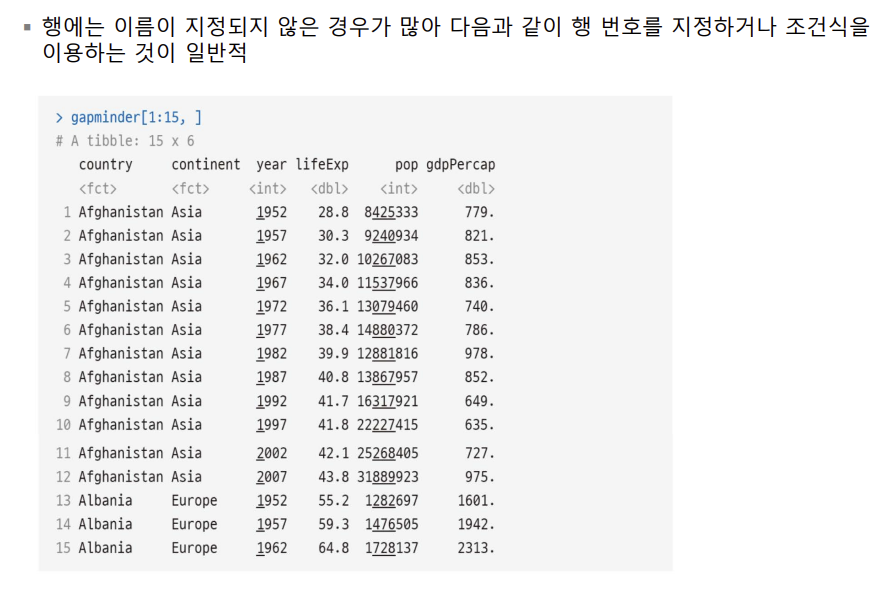 ▪ 행에는 이름이 지정되지 않은 경우가 많아 다음과 같이 행 번호를 지정하거나 조건식을
이용하는 것이 일반적
> gapminder[1:15, ]
# A tibble: 15 x 6
country continent year lifeExp pop gdpPercap
<fct> <fct> <int> <dbl> <int> <dbl>
1 Afghanistan Asia 1952 28.8 8425333 779.
2 Afghanistan Asia 1957 30.3 9240934 821.
3 Afghanistan Asia 1962 32.0 10267083 853.
4 Afghanistan Asia 1967 34.0 11537966 836.
5 Afghanistan Asia 1972 36.1 13079460 740.
6 Afghanistan Asia 1977 38.4 14880372 786.
7 Afghanistan Asia 1982 39.9 12881816 978.
8 Afghanistan Asia 1987 40.8 13867957 852.
9 Afghanistan Asia 1992 41.7 16317921 649.
10 Afghanistan Asia 1997 41.8 22227415 635.
11 Afghanistan Asia 2002 42.1 25268405 727.
12 Afghanistan Asia 2007 43.8 31889923 975.
13 Albania Europe 1952 55.2 1282697 1601.
14 Albania Europe 1957 59.3 1476505 1942.
15 Albania Europe 1962 64.8 1728137 2313.